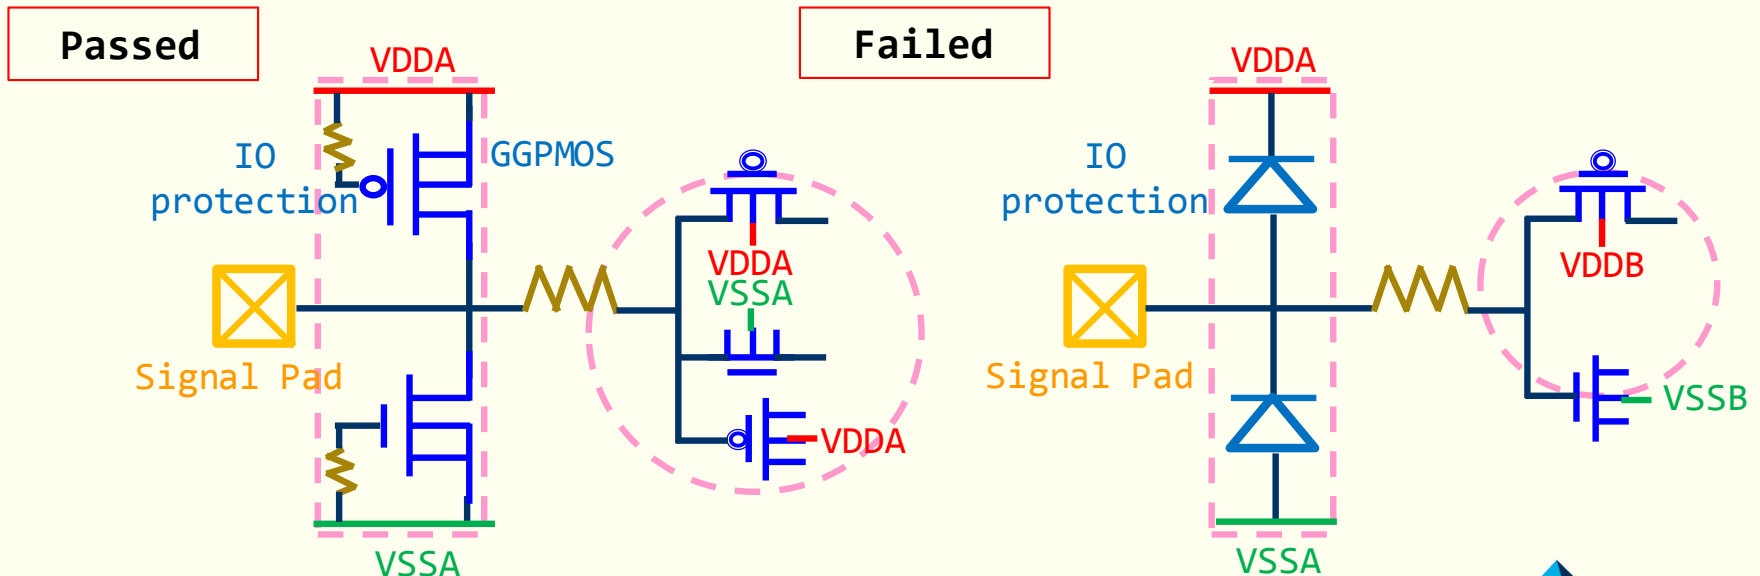 Passed
VDDA
IO
protection
GGPMOS
VDDA
VSSA
VDDA
Signal Pad
VSSA
Failed
VDDA
IO
protection
VDDB
VSSB
Signal Pad
VSSA